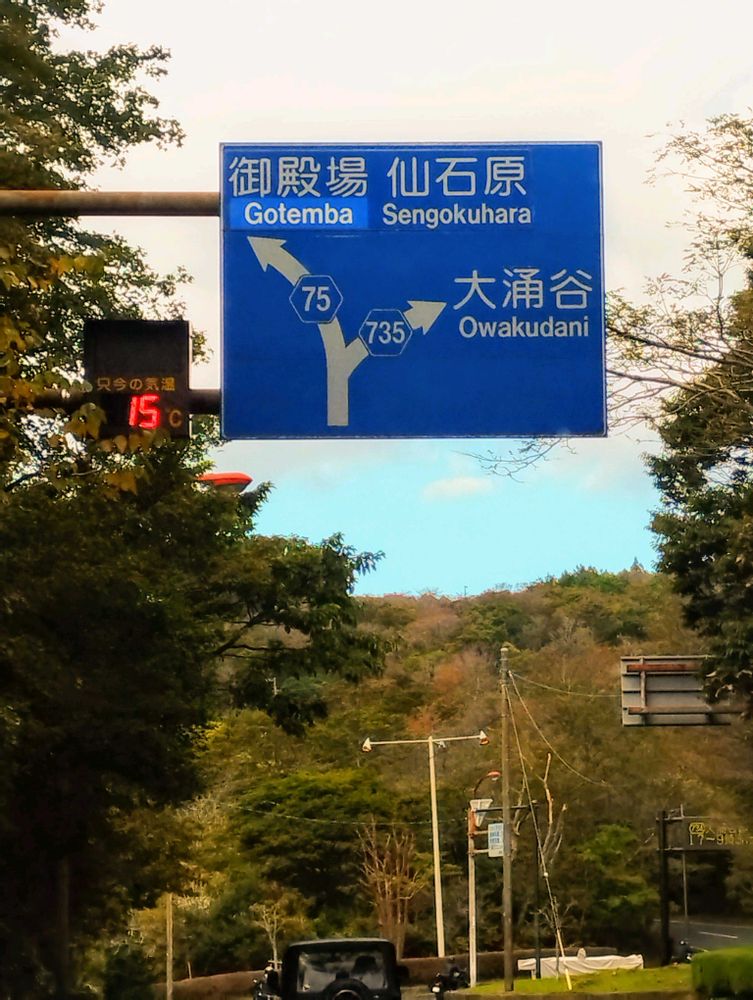 御殿場 仙石原
Gotemba Sengokuhara
75
735
大涌谷
Owakudani
只今の気温
15℃